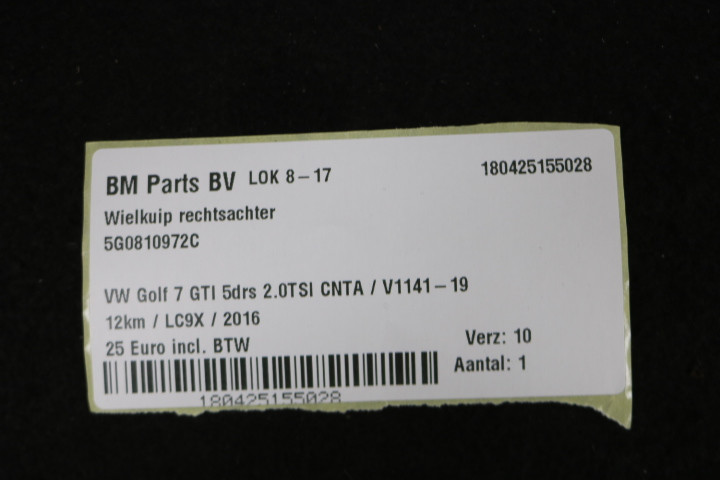 BM Parts BV LOK 8-17 180425155028
Wielkuip rechtsachter
5G0810972C
VW Golf 7 GTI 5drs 2.0TSI CNTA / V1141-19
12km / LC9X / 2016
25 Euro incl. BTW Verz: 10
Aantal: 1
180425155028